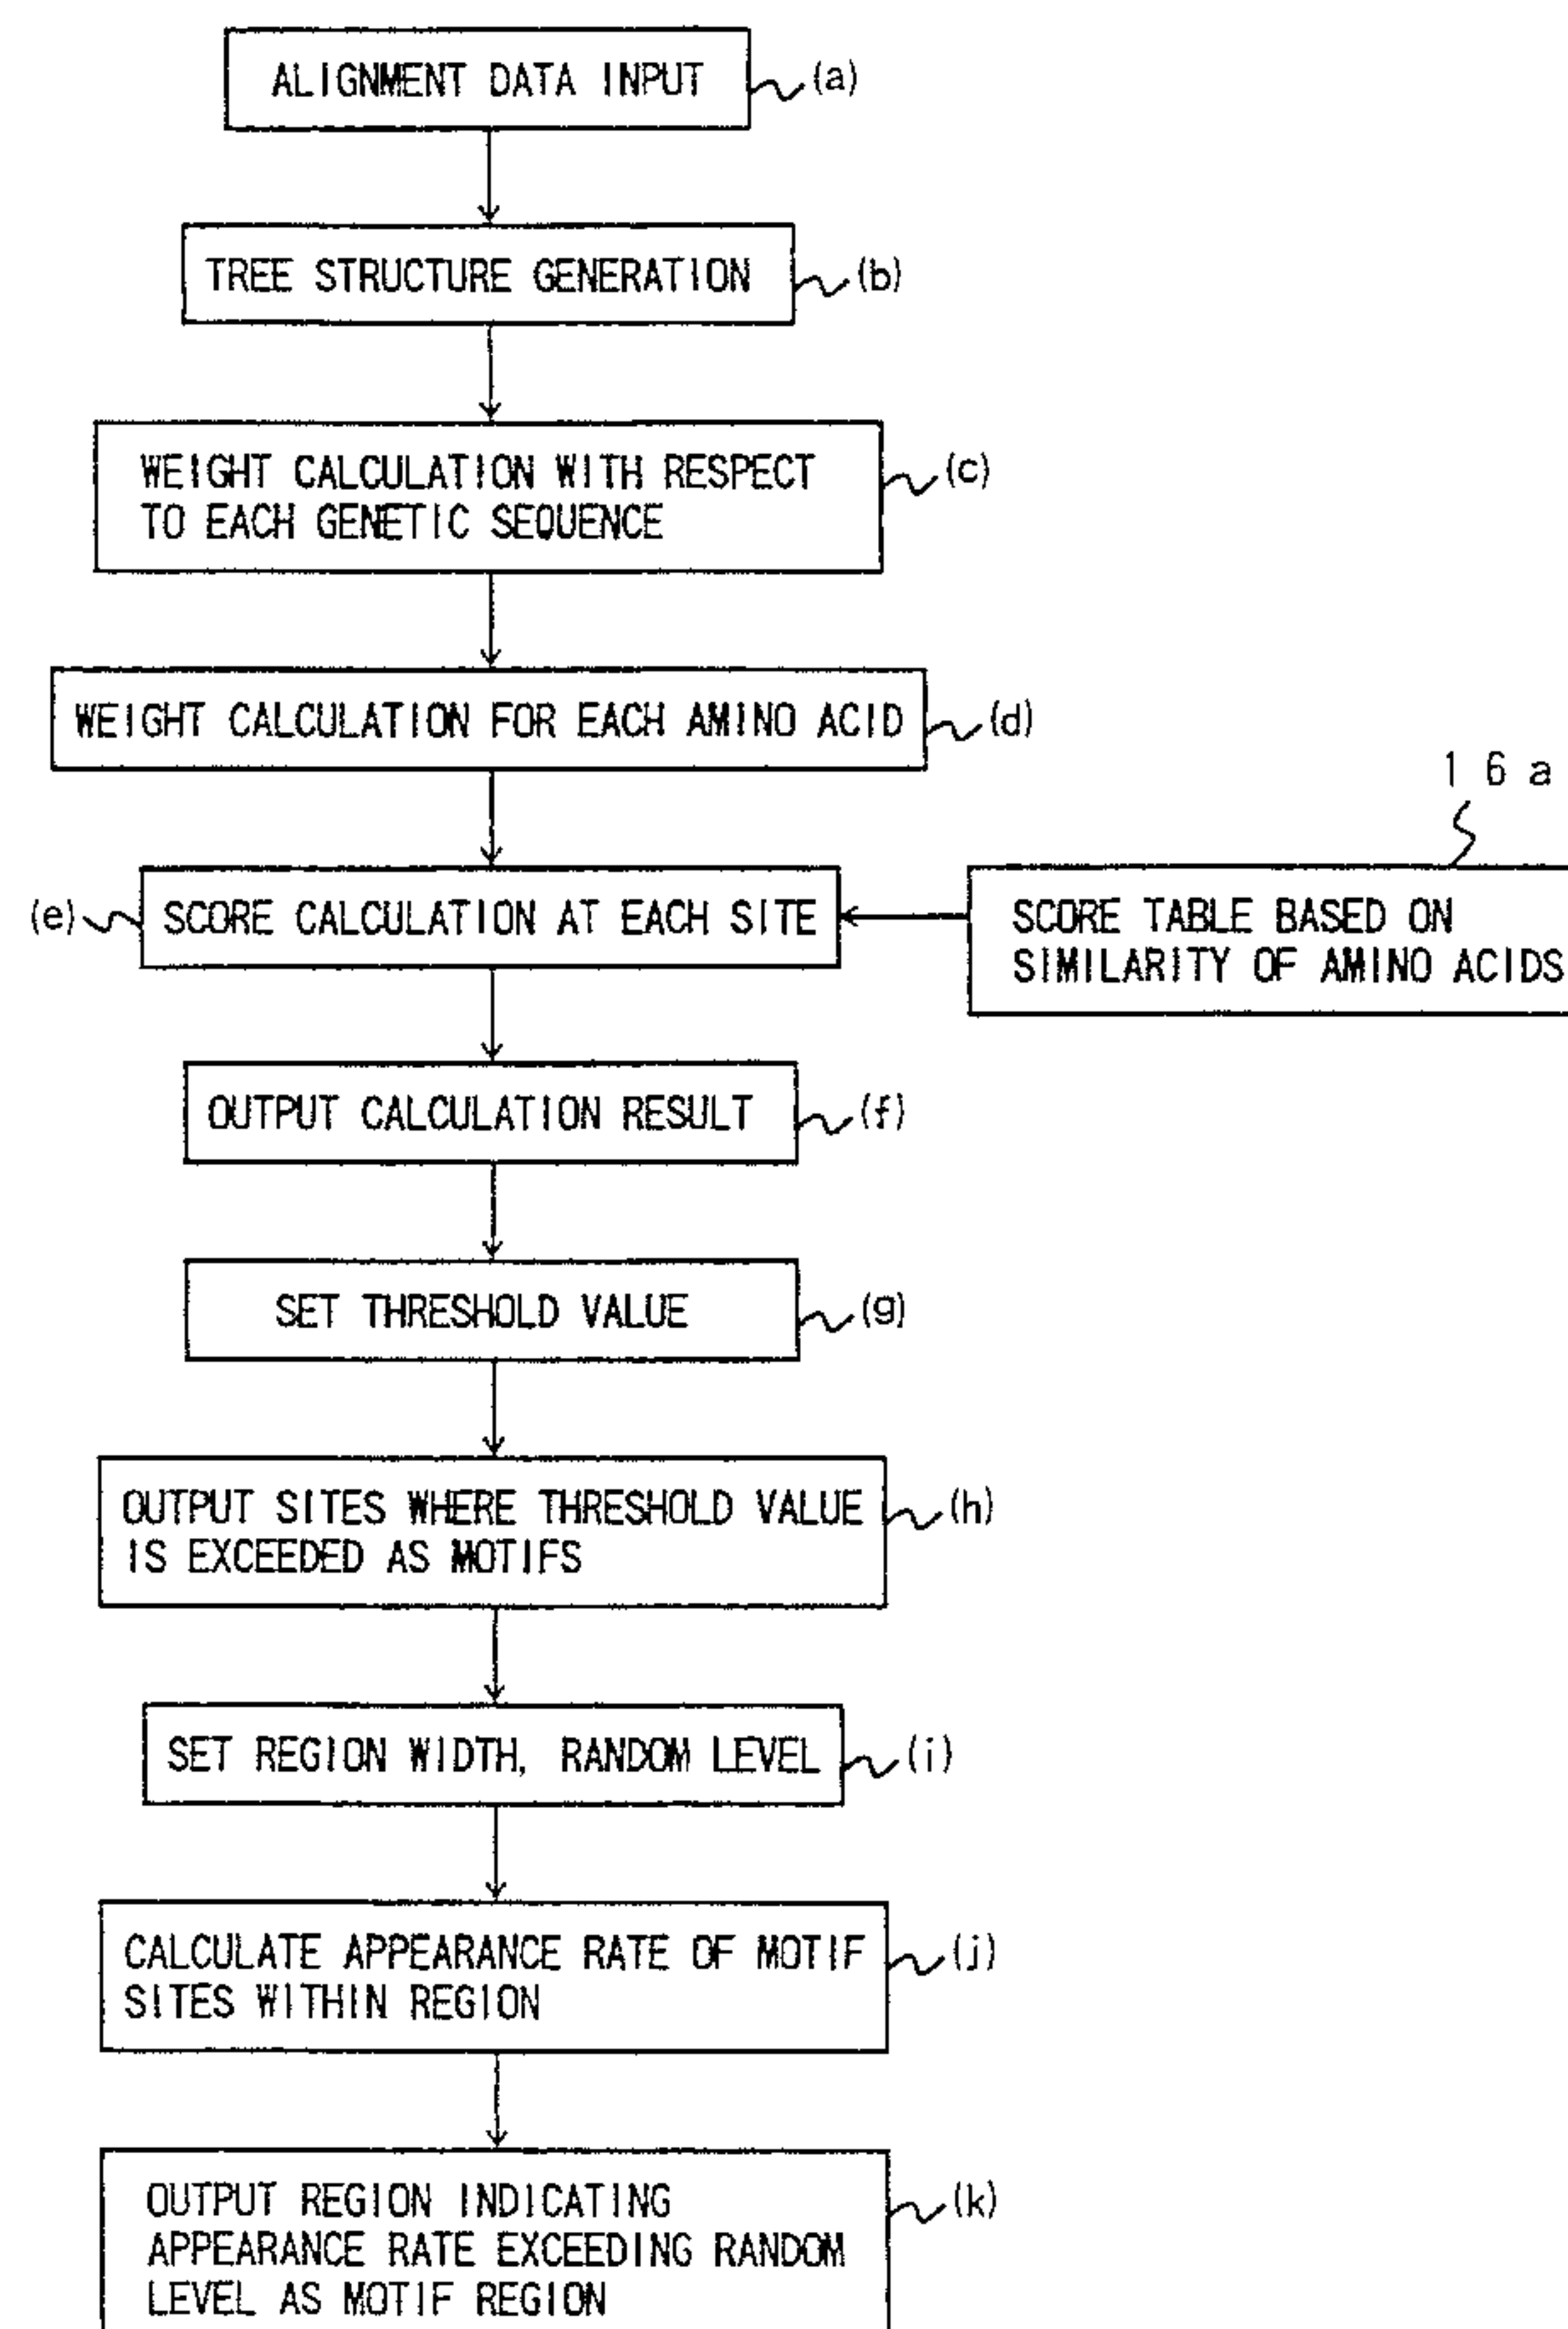 ALIGNMENT DATA INPUT
(a)
TREE STRUCTURE GENERATION
(b)
WEIGHT CALCULATION WITH RESPECT
TO EACH GENETIC SEQUENCE
(c)
WEIGHT CALCULATION FOR EACH AMINO ACID
(d)
16a
(e)
SCORE CALCULATION AT EACH SITE
SCORE TABLE BASED ON
SIMILARITY OF AMINO ACIDS
OUTPUT CALCULATION RESULT
(f)
SET THRESHOLD VALUE
(g)
OUTPUT SITES WHERE THRESHOLD VALUE
IS EXCEEDED AS MOTIFS
(h)
SET REGION WIDTH, RANDOM LEVEL
(i)
CALCULATE APPEARANCE RATE OF MOTIF
SITES WITHIN REGION
(j)
OUTPUT REGION INDICATING
APPEARANCE RATE EXCEEDING RANDOM
LEVEL AS MOTIF REGION
(k)